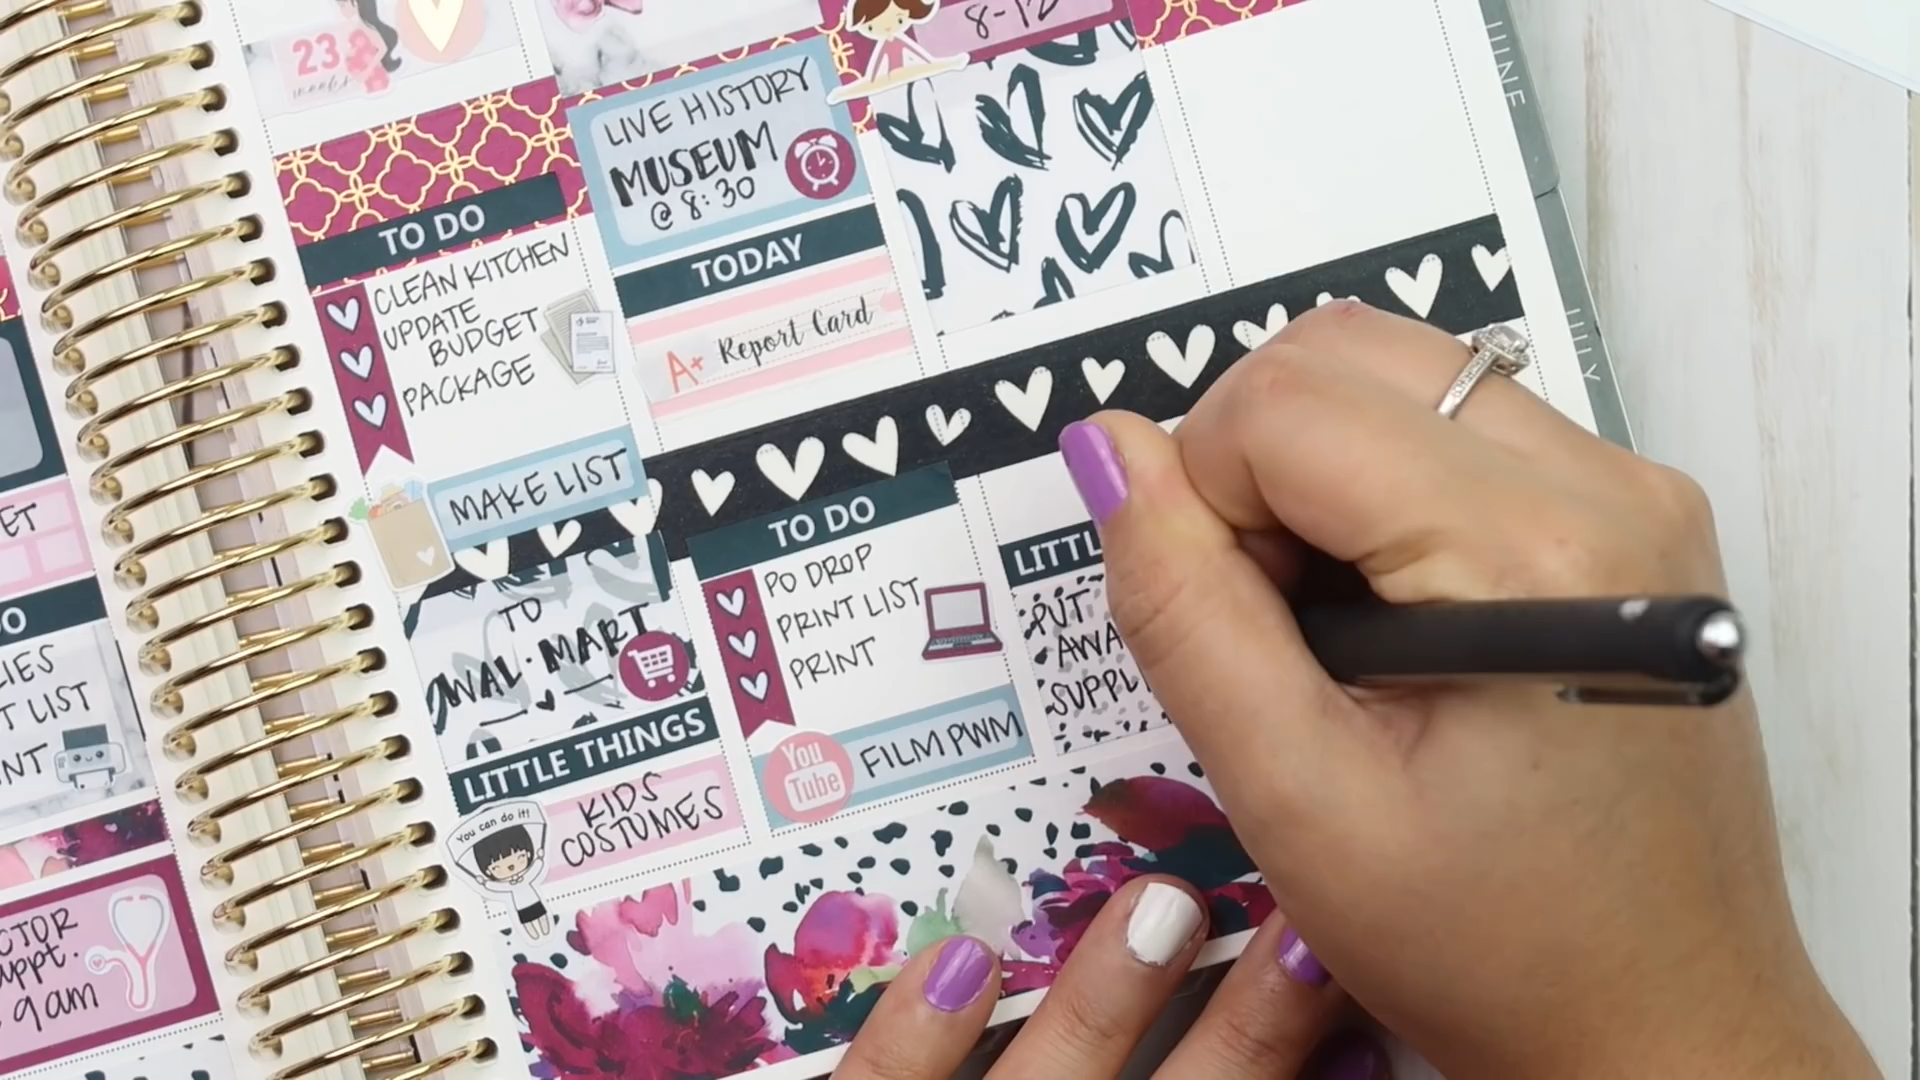 23
weeks
8-12
LIVE HISTORY
MUSEUM
@ 8:30
TO DO
CLEAN KITCHEN
UPDATE
BUDGET
PACKAGE
MAKE LIST
TODAY
A+ Report Card
TO
WAL·MART
LITTLE THINGS
You can do it!
KIDS
COSTUMES
TO DO
PO DROP
PRINT LIST
PRINT
You
Tube
FILM PWM
LITTL
PUT
AWA
SUPPL
ET
O
LIES
T LIST
NT
CTOR
appt.
9am
JUNE
JULY